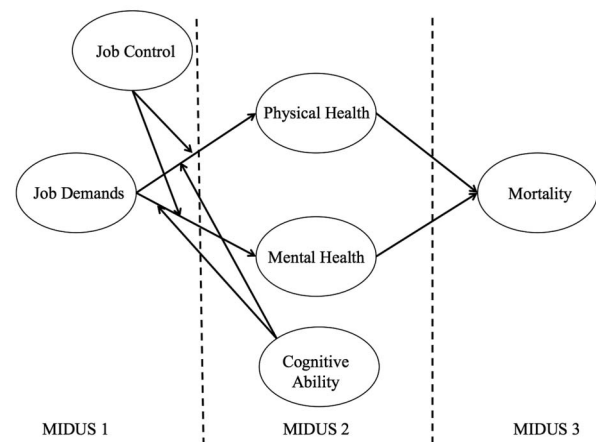 Job Control
Physical Health
Job Demands
Mortality
Mental Health
Cognitive
Ability
MIDUS 1
MIDUS 2
MIDUS 3